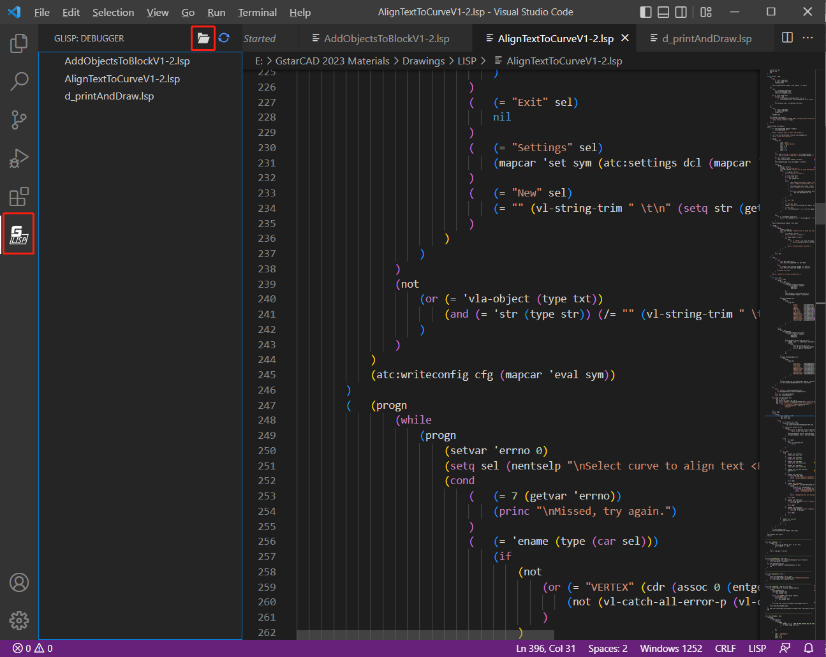 File Edit Selection View Go Run Terminal Help AlignTextToCurveV1-2.lsp - Visual Studio Code
GLISP: DEBUGGER
Started AddObjectsToBlockV1-2.lsp AlignTextToCurveV1-2.lsp d_printAndDraw.lsp
E: > GstarCAD 2023 Materials > Drawings > LISP > AlignTextToCurveV1-2.lsp
AddObjectsToBlockV1-2.lsp
AlignTextToCurveV1-2.lsp
d_printAndDraw.lsp
LISP
225 )
226 )
227 ( (= "Exit" sel)
228 nil
229 )
230 ( (= "Settings" sel)
231 (mapcar 'set sym (atc:settings dcl (mapcar
232 )
233 ( (= "New" sel)
234 (= "" (vl-string-trim " \t\n" (setq str (get
235 )
236 )
237 )
238 )
239 (not
240 (or (= 'vla-object (type txt))
241 (and (= 'str (type str)) (/= "" (vl-string-trim " \t
242 )
243 )
244 )
245 (atc:writeconfig cfg (mapcar 'eval sym))
246 )
247 ( (progn
248 (while
249 (progn
250 (setvar 'errno 0)
251 (setq sel (nentselp "\nSelect curve to align text <
252 (cond
253 ( (= 7 (getvar 'errno))
254 (princ "\nMissed, try again.")
255 )
256 ( (= 'ename (type (car sel)))
257 (if
258 (not
259 (or (= "VERTEX" (cdr (assoc 0 (entg
260 (not (vl-catch-all-error-p (vl-c
261 )
262 )
0 0 Ln 396, Col 31 Spaces: 2 Windows 1252 CRLF LISP